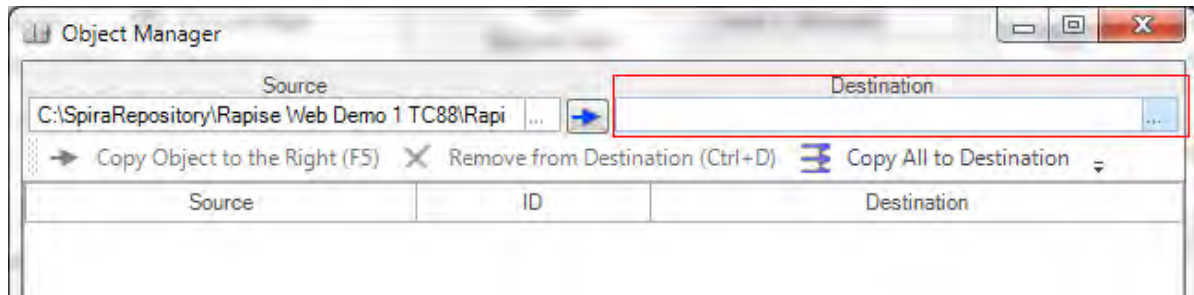 Object Manager
Source Destination
C:\SpiraRepository\Rapise Web Demo 1 TC88\Rapi ... ...
Copy Object to the Right (F5) Remove from Destination (Ctrl+D) Copy All to Destination
Source ID Destination